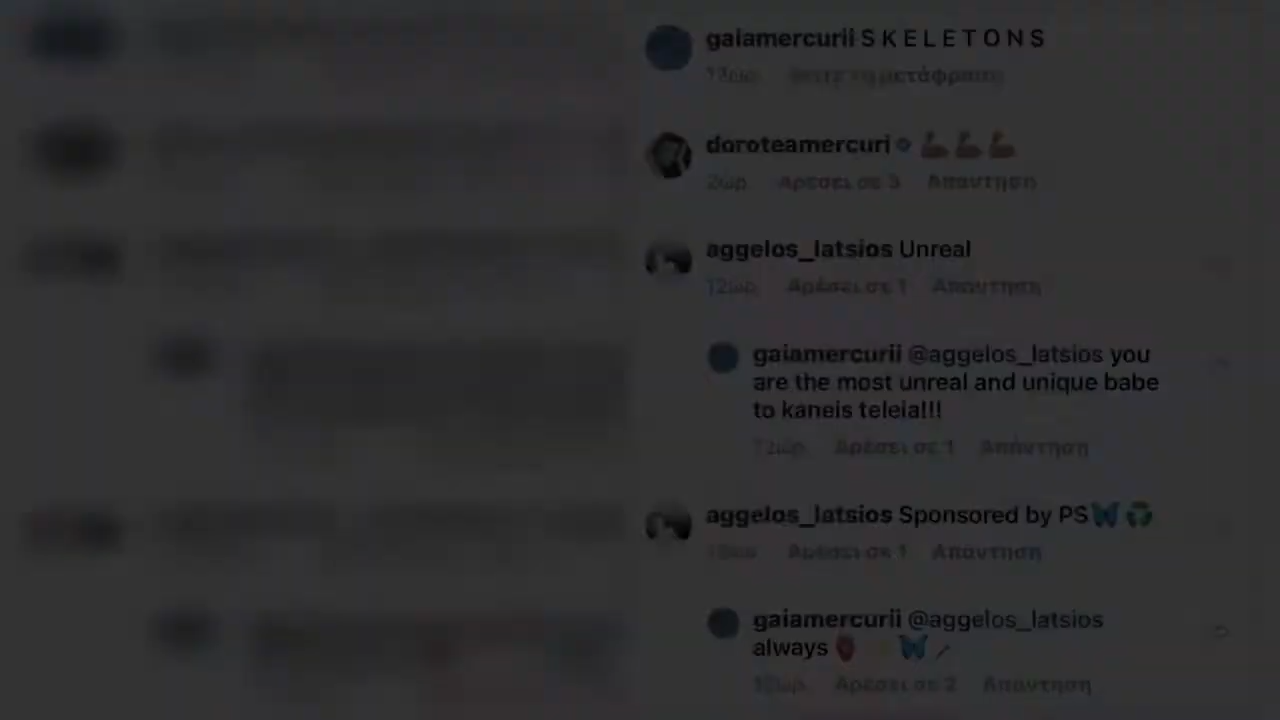 gaiamercurii S K E L E T O N S
12ωρ. Δείτε τη μετάφραση
doroteamercuri 💪💪💪
2ωρ. Αρέσει σε 3 Απάντηση
aggelos_latsios Unreal
12ωρ. Αρέσει σε 1 Απάντηση
gaiamercurii @aggelos_latsios you
are the most unreal and unique babe
to kaneis teleia!!!
12ωρ. Αρέσει σε 1 Απάντηση
aggelos_latsios Sponsored by PS🦋♻️
Αρέσει σε 1 Απάντηση
gaiamercurii @aggelos_latsios
always
12ωρ. Αρέσει σε 2 Απάντηση